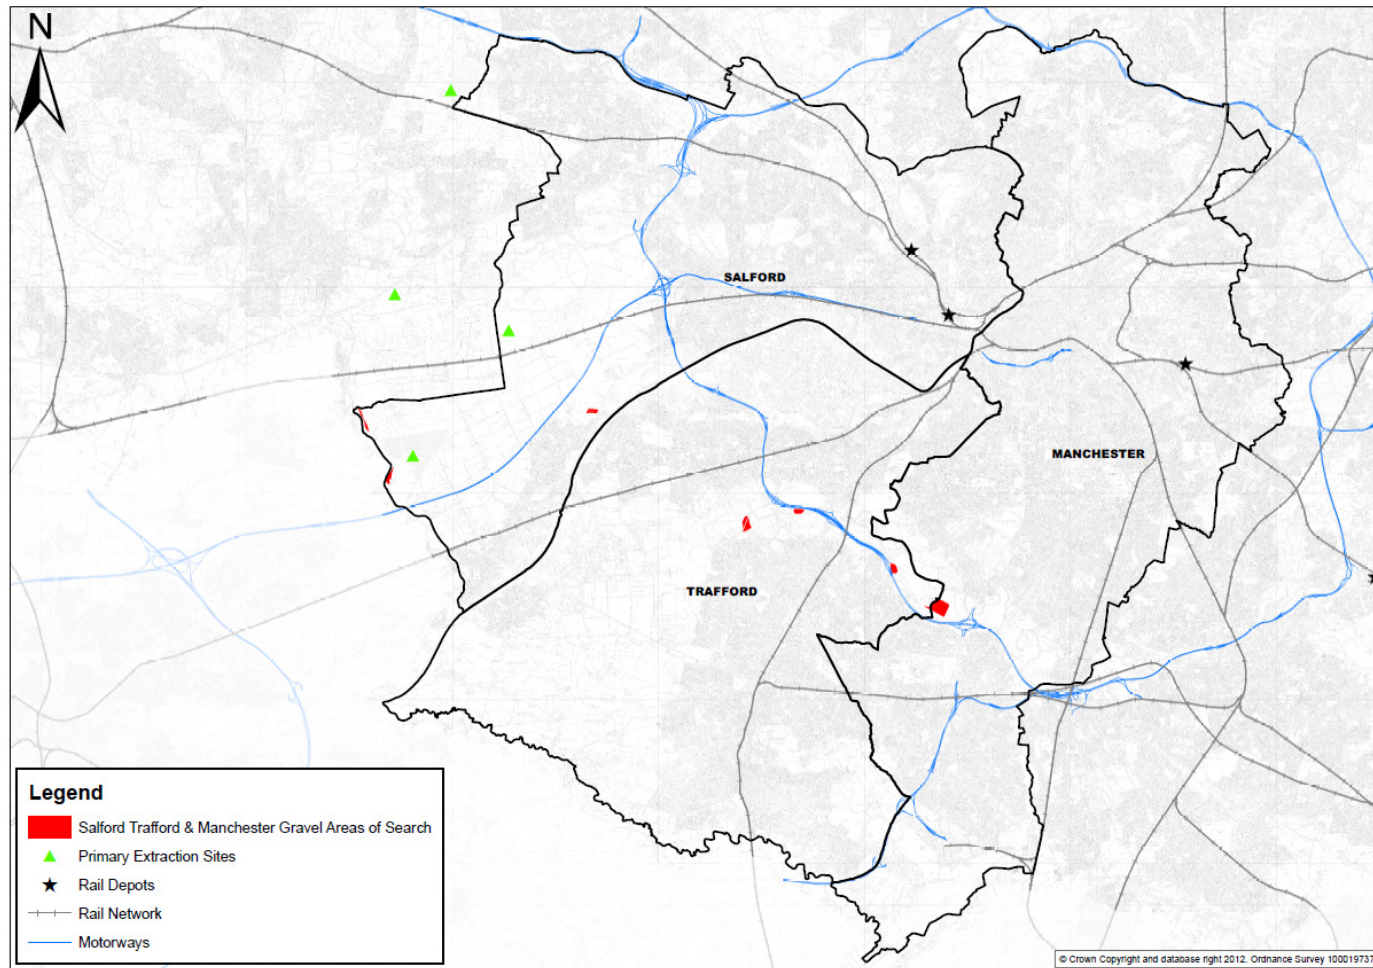 N
SALFORD
MANCHESTER
TRAFFORD
Legend
Salford Trafford & Manchester Gravel Areas of Search
Primary Extraction Sites
Rail Depots
Rail Network
Motorways
© Crown Copyright and database right 2012. Ordnance Survey 100019737